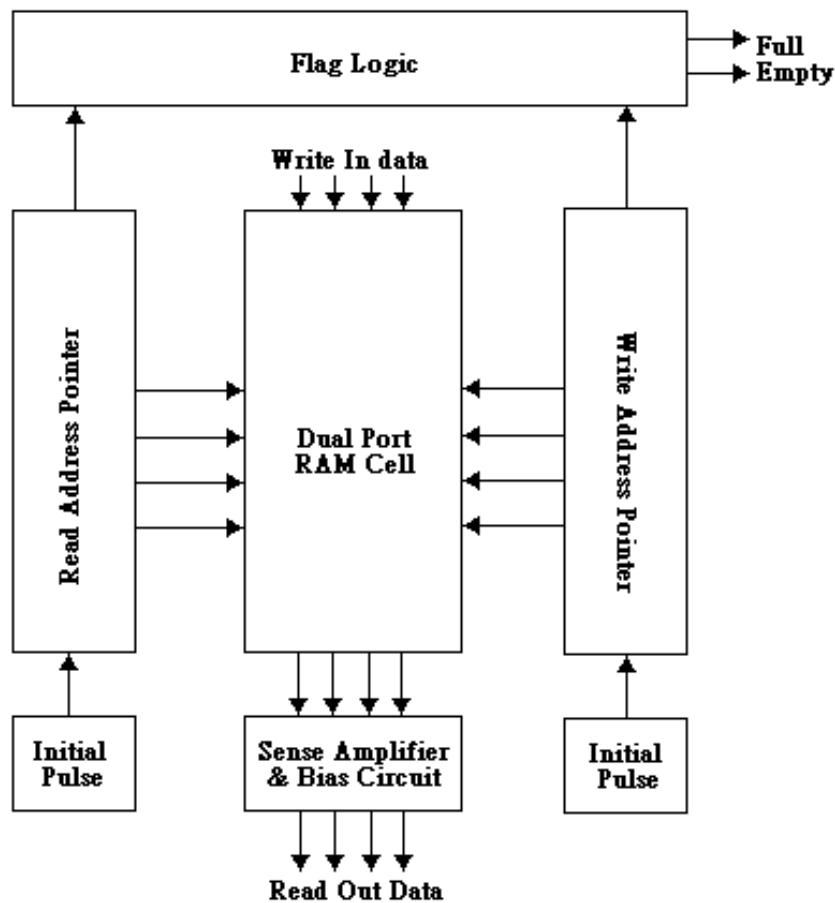 Flag Logic
Full
Empty
Write In data
Read Address Pointer
Dual Port
RAM Cell
Write Address Pointer
Initial
Pulse
Sense Amplifier
& Bias Circuit
Initial
Pulse
Read Out Data